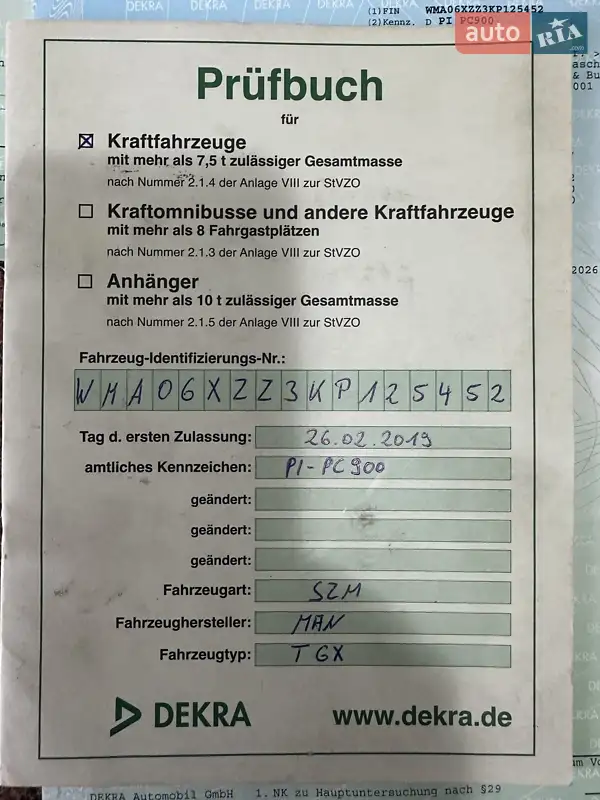 DEKRA
(1)FIN WMA06XZZ3KP125452
(2)Kennz. D PI PC900
auto RIA.com
Prüfbuch
für
☒ Kraftfahrzeuge
mit mehr als 7,5 t zulässiger Gesamtmasse
nach Nummer 2.1.4 der Anlage VIII zur StVZO
☐ Kraftomnibusse und andere Kraftfahrzeuge
mit mehr als 8 Fahrgastplätzen
nach Nummer 2.1.3 der Anlage VIII zur StVZO
☐ Anhänger
mit mehr als 10 t zulässiger Gesamtmasse
nach Nummer 2.1.5 der Anlage VIII zur StVZO
2026
Fahrzeug-Identifizierungs-Nr.:
WMA06XZZ3KP125452
Tag d. ersten Zulassung: 26.02.2019
amtliches Kennzeichen: PI-PC900
geändert:
geändert:
geändert:
Fahrzeugart: SZM
Fahrzeughersteller: MAN
Fahrzeugtyp: TGX
DEKRA www.dekra.de
DEKRA Automobil GmbH 1. NK zu Hauptuntersuchung nach §29